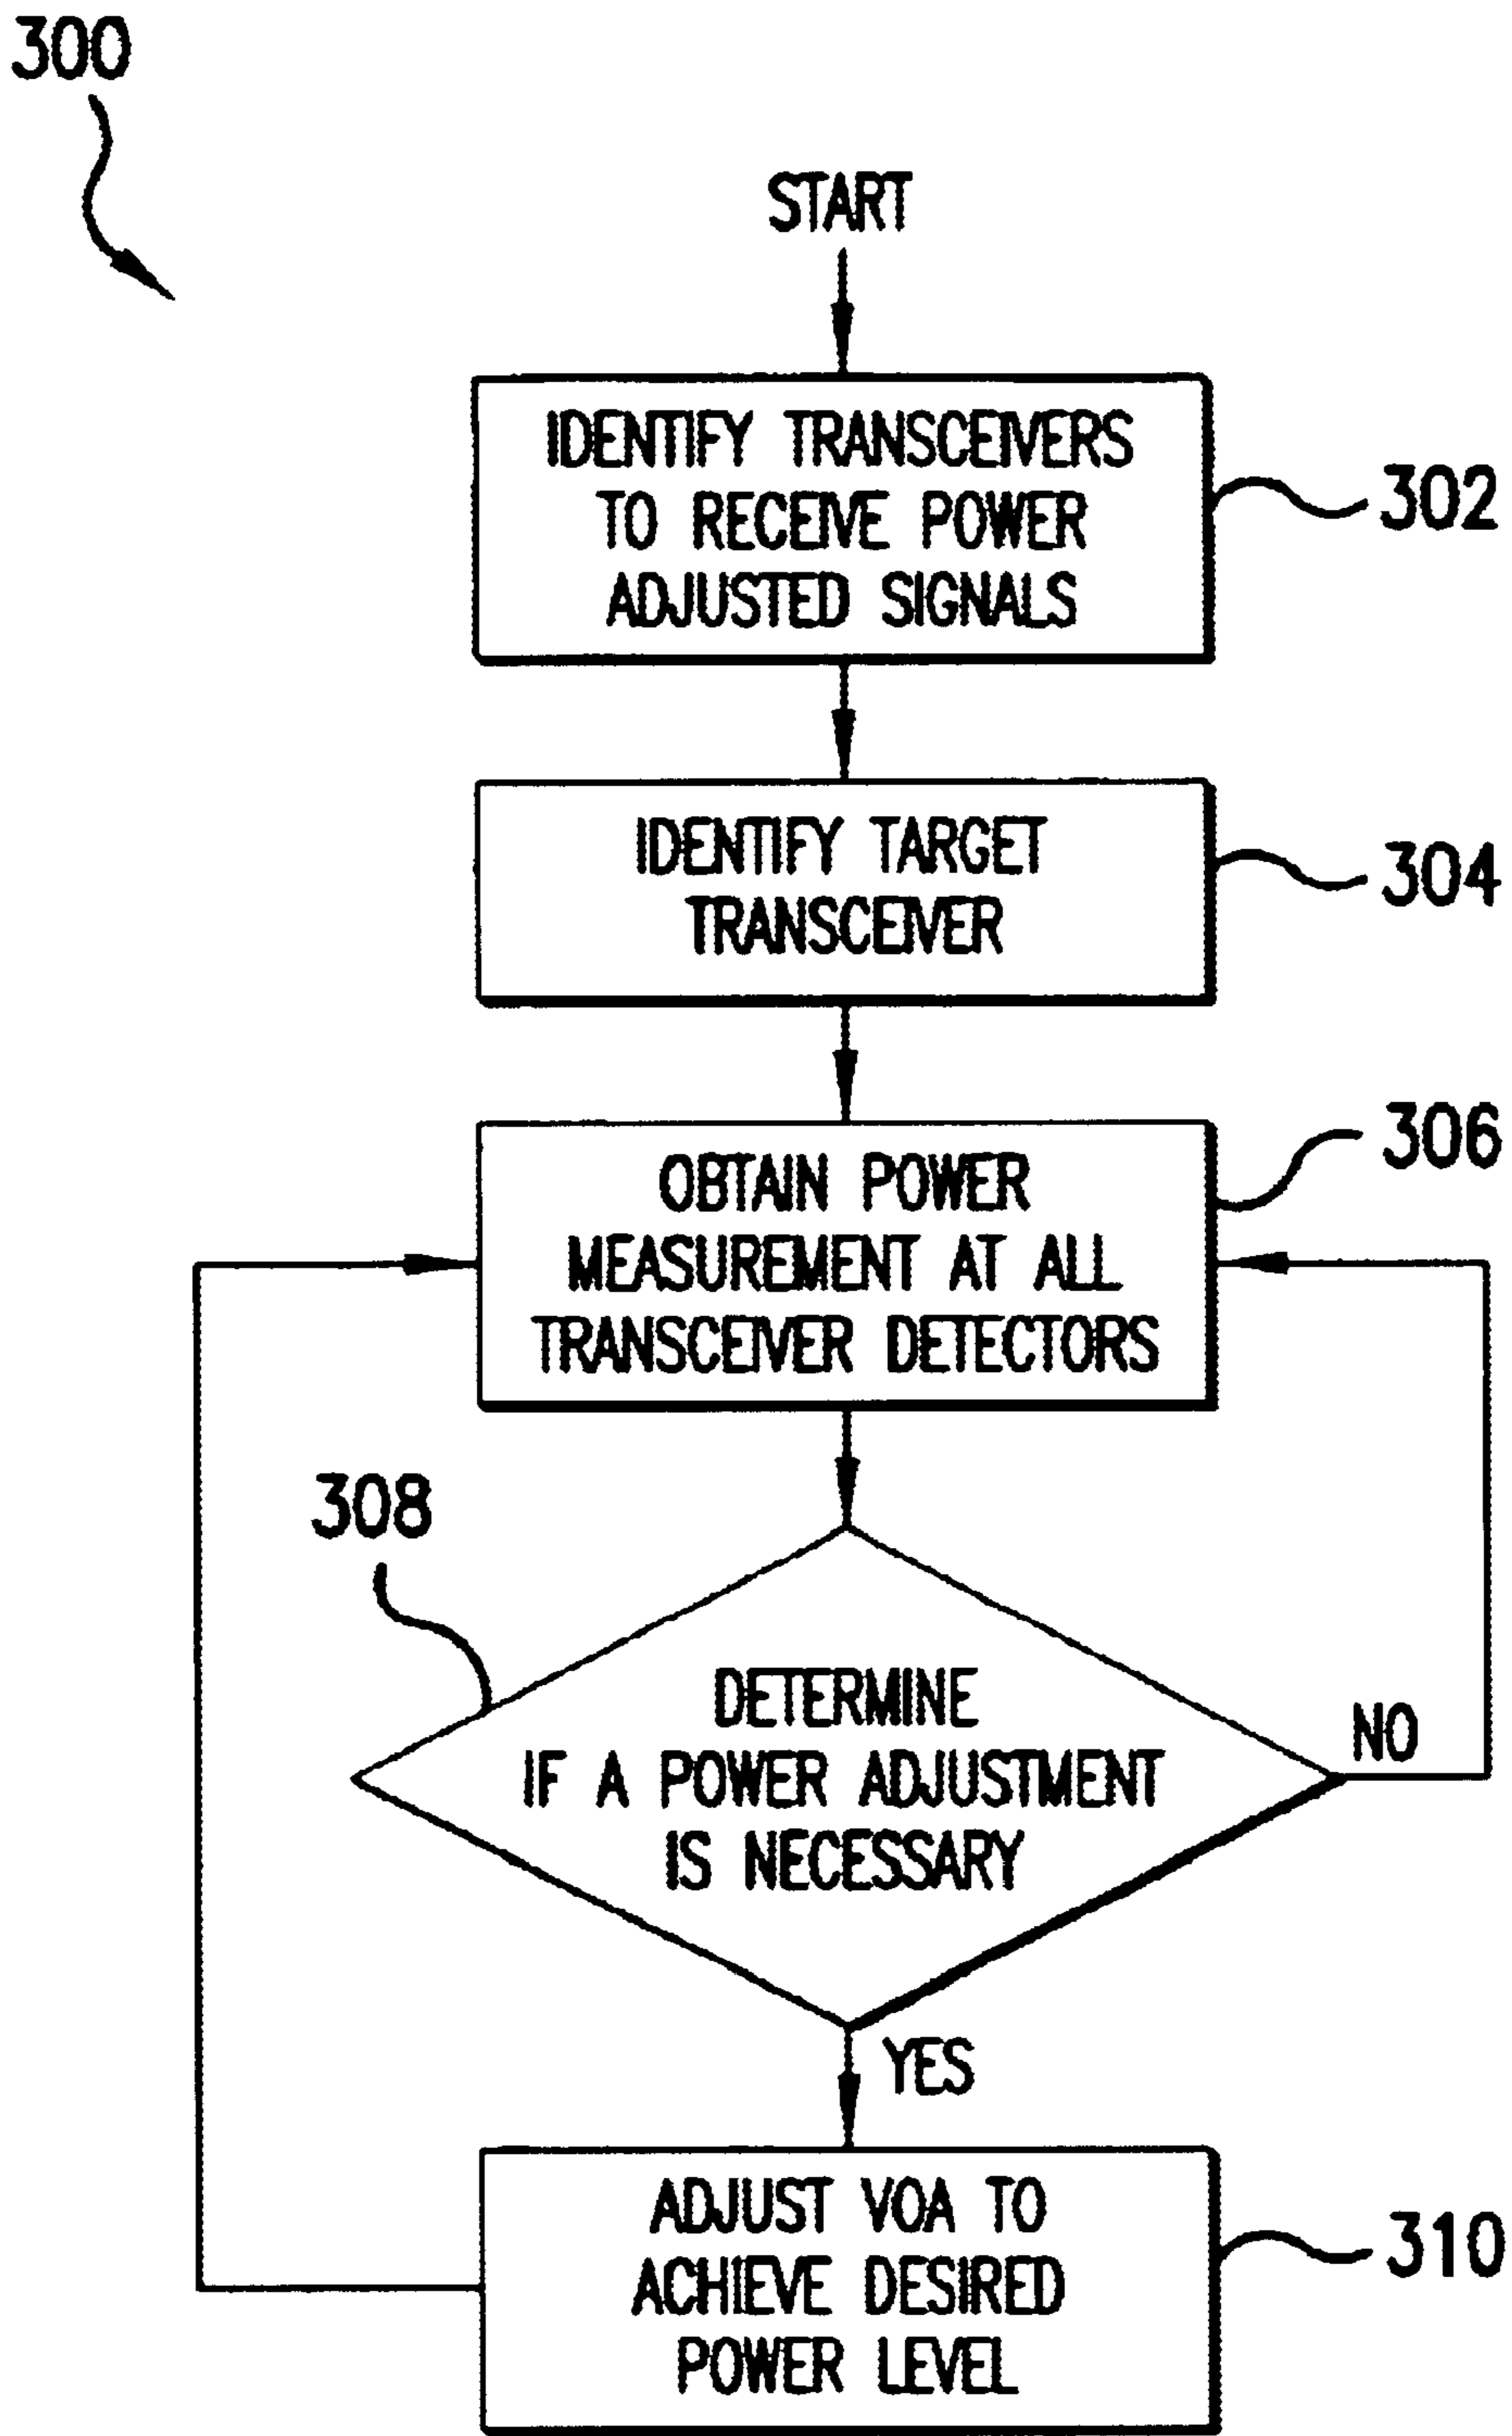 300
START
IDENTIFY TRANSCEIVERS
TO RECEIVE POWER
ADJUSTED SIGNALS
302
IDENTIFY TARGET
TRANSCEIVER
304
OBTAIN POWER
MEASUREMENT AT ALL
TRANSCEIVER DETECTORS
306
308
DETERMINE
IF A POWER ADJUSTMENT
IS NECESSARY
NO
YES
ADJUST VOA TO
ACHIEVE DESIRED
POWER LEVEL
310